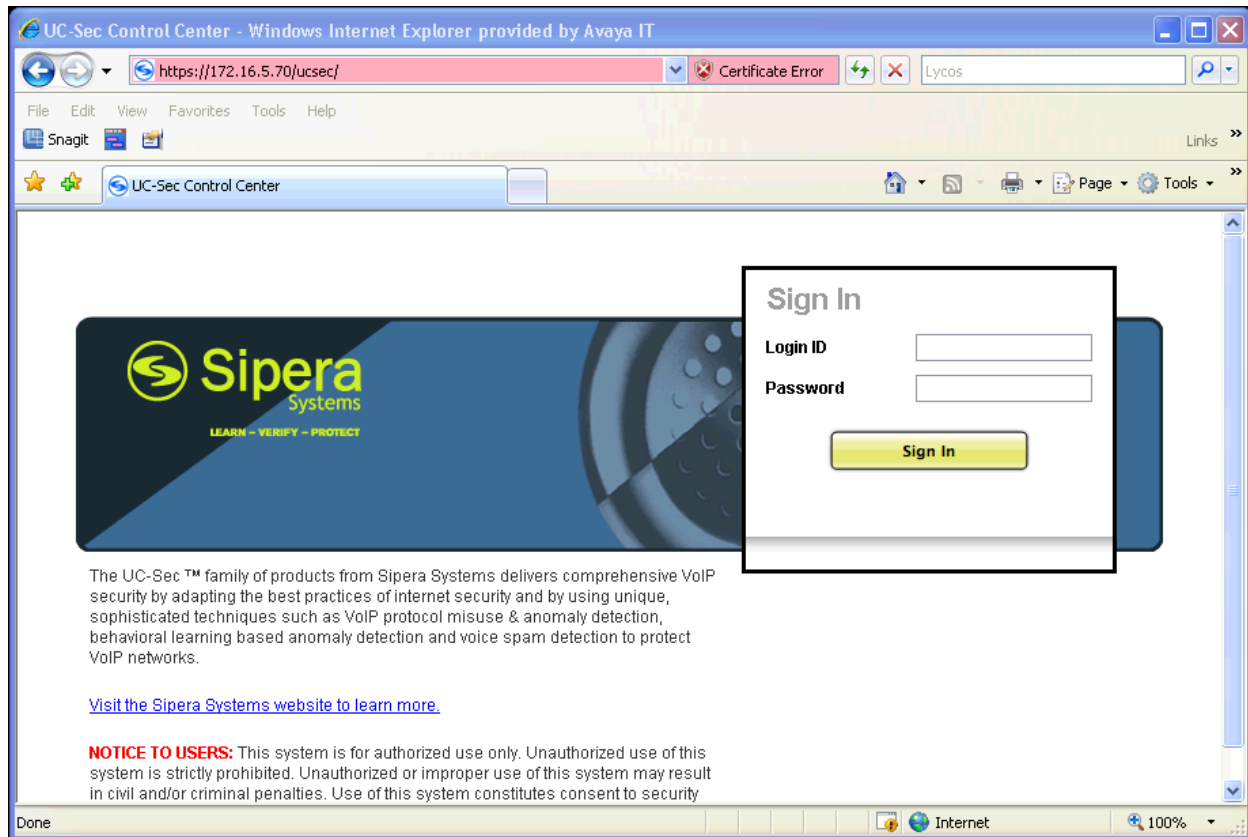 UC-Sec Control Center - Windows Internet Explorer provided by Avaya IT
https://172.16.5.70/ucsec/
Certificate Error
Lycos
File Edit View Favorites Tools Help
Snagit
Links »
UC-Sec Control Center
Page
Tools »
Sign In
Login ID
Password
Sign In
Sipera
Systems
LEARN – VERIFY – PROTECT
The UC-Sec ™ family of products from Sipera Systems delivers comprehensive VoIP
security by adapting the best practices of internet security and by using unique,
sophisticated techniques such as VoIP protocol misuse & anomaly detection,
behavioral learning based anomaly detection and voice spam detection to protect
VoIP networks.
Visit the Sipera Systems website to learn more.
NOTICE TO USERS: This system is for authorized use only. Unauthorized use of this
system is strictly prohibited. Unauthorized or improper use of this system may result
in civil and/or criminal penalties. Use of this system constitutes consent to security
Done
Internet
100%